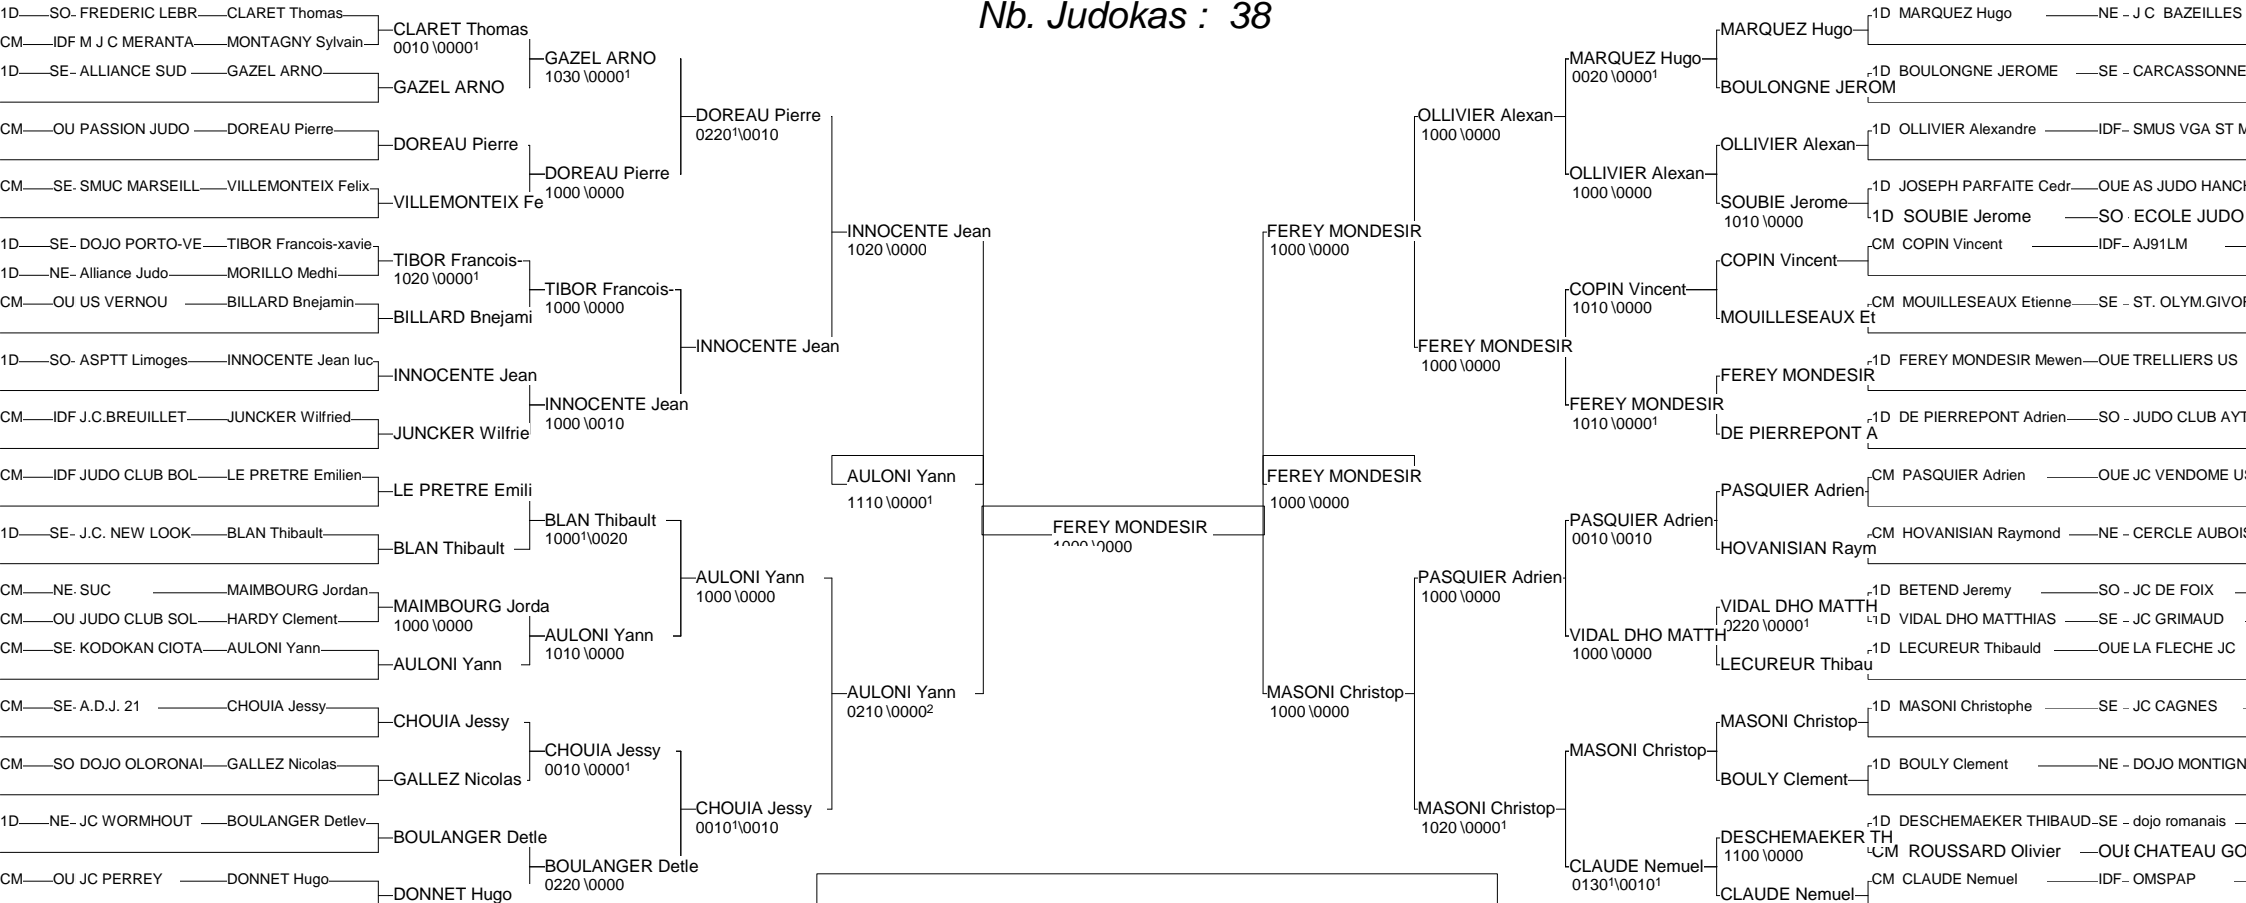 Nb. Judokas : 38
1D SO- FREDERIC LEBR CLARET Thomas
CM IDF M J C MERANTA MONTAGNY Sylvain
1D SE- ALLIANCE SUD GAZEL ARNO
CM OU PASSION JUDO DOREAU Pierre
CM SE- SMUC MARSEILL VILLEMONTEIX Felix
1D SE- DOJO PORTO-VE TIBOR Francois-xavie
1D NE- Alliance Judo MORILLO Medhi
CM OU US VERNOU BILLARD Bnejamin
1D SO- ASPTT Limoges INNOCENTE Jean luc
CM IDF J.C.BREUILLET JUNCKER Wilfried
CM IDF JUDO CLUB BOL LE PRETRE Emilien
1D SE- J.C. NEW LOOK BLAN Thibault
CM NE- SUC MAIMBOURG Jordan
CM OU JUDO CLUB SOL HARDY Clement
CM SE- KODOKAN CIOTA AULONI Yann
CM SE- A.D.J. 21 CHOUIA Jessy
CM SO DOJO OLORONAI GALLEZ Nicolas
1D NE- JC WORMHOUT BOULANGER Detlev
CM OU JC PERREY DONNET Hugo
CLARET Thomas
0010 \0000¹
GAZEL ARNO
DOREAU Pierre
VILLEMONTEIX Fe
TIBOR Francois-
1020 \0000¹
BILLARD Bnejami
INNOCENTE Jean
JUNCKER Wilfrie
LE PRETRE Emili
BLAN Thibault
MAIMBOURG Jorda
1000 \0000
AULONI Yann
CHOUIA Jessy
GALLEZ Nicolas
BOULANGER Detle
DONNET Hugo
GAZEL ARNO
1030 \0000¹
DOREAU Pierre
1000 \0000
TIBOR Francois-
1000 \0000
INNOCENTE Jean
1000 \0010
BLAN Thibault
1000¹\0020
AULONI Yann
1010 \0000
CHOUIA Jessy
0010 \0000¹
BOULANGER Detle
0220 \0000
DOREAU Pierre
0220¹\0010
INNOCENTE Jean
AULONI Yann
1000 \0000
CHOUIA Jessy
0010¹\0010
INNOCENTE Jean
1020 \0000
AULONI Yann
1110 \0000¹
AULONI Yann
0210 \0000²
FEREY MONDESIR
1000 \0000
FEREY MONDESIR
1000 \0000
FEREY MONDESIR
1000 \0000
MASONI Christop
1000 \0000
OLLIVIER Alexan
1000 \0000
FEREY MONDESIR
1000 \0000
PASQUIER Adrien
1000 \0000
MASONI Christop
1020 \0000¹
MARQUEZ Hugo
0020 \0000¹
OLLIVIER Alexan
1000 \0000
COPIN Vincent
1010 \0000
FEREY MONDESIR
1010 \0000¹
PASQUIER Adrien
0010 \0010
VIDAL DHO MATTH
1000 \0000
MASONI Christop
CLAUDE Nemuel
0130¹\0010¹
MARQUEZ Hugo
BOULONGNE JEROM
OLLIVIER Alexan
SOUBIE Jerome
1010 \0000
COPIN Vincent
MOUILLESEAUX Et
FEREY MONDESIR
DE PIERREPONT A
PASQUIER Adrien
HOVANISIAN Raym
VIDAL DHO MATTH
0220 \0000¹
LECUREUR Thibau
MASONI Christop
BOULY Clement
DESCHEMAEKER TH
1100 \0000
CLAUDE Nemuel
1D MARQUEZ Hugo NE - J C BAZEILLES
1D BOULONGNE JEROME SE - CARCASSONNE
1D OLLIVIER Alexandre IDF- SMUS VGA ST M
1D JOSEPH PARFAITE Cedr OUE AS JUDO HANCH
1D SOUBIE Jerome SO - ECOLE JUDO
CM COPIN Vincent IDF- AJ91LM
CM MOUILLESEAUX Etienne SE - ST. OLYM.GIVOR
1D FEREY MONDESIR Mewen OUE TRELLIERS US
1D DE PIERREPONT Adrien SO - JUDO CLUB AYT
CM PASQUIER Adrien OUE JC VENDOME US
CM HOVANISIAN Raymond NE - CERCLE AUBOIS
1D BETEND Jeremy SO - JC DE FOIX
1D VIDAL DHO MATTHIAS SE - JC GRIMAUD
1D LECUREUR Thibauld OUE LA FLECHE JC
1D MASONI Christophe SE - JC CAGNES
1D BOULY Clement NE - DOJO MONTIGN
1D DESCHEMAEKER THIBAUD SE - dojo romanais
CM ROUSSARD Olivier OUE CHATEAU GO
CM CLAUDE Nemuel IDF- OMSPAP